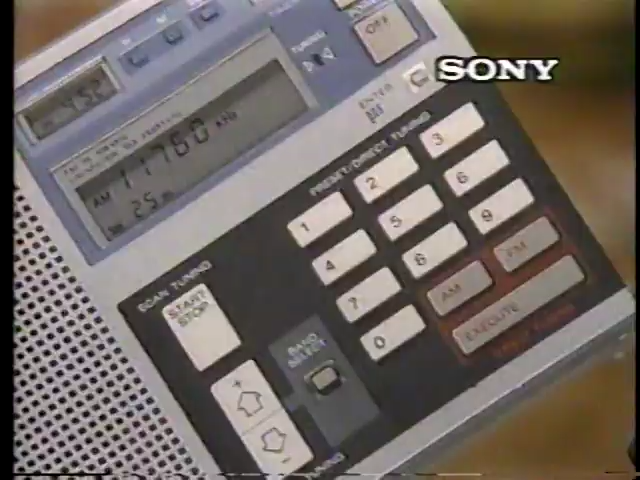 OFF
TUNING
SONY
ENTER
11760 kHz
AM
25 m
PRESET/DIRECT TUNING
1
2
3
4
5
6
7
8
9
0
AM
FM
EXECUTE
SCAN TUNING
START
STOP
BAND
SELECT
+
-
TUNING